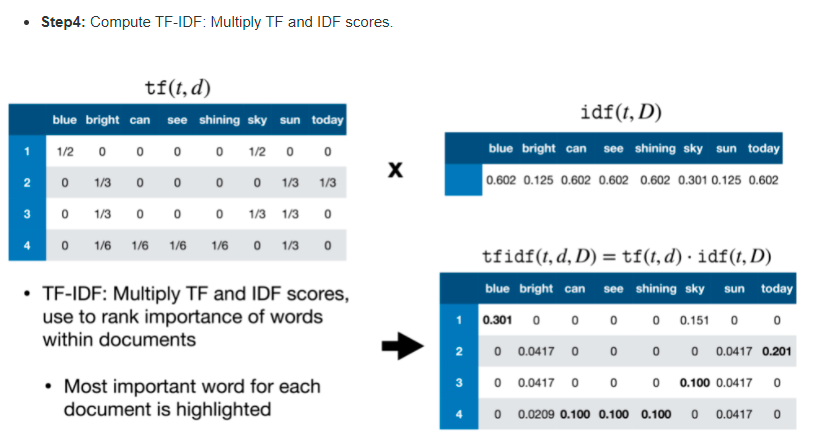 • Step4: Compute TF-IDF: Multiply TF and IDF scores.
tf(t, d)
blue bright can see shining sky sun today
1 1/2 0 0 0 0 1/2 0 0
2 0 1/3 0 0 0 0 1/3 1/3
3 0 1/3 0 0 0 1/3 1/3 0
4 0 1/6 1/6 1/6 1/6 0 1/3 0
x
idf(t, D)
blue bright can see shining sky sun today
0.602 0.125 0.602 0.602 0.602 0.301 0.125 0.602
• TF-IDF: Multiply TF and IDF scores,
use to rank importance of words
within documents
• Most important word for each
document is highlighted
tfidf(t, d, D) = tf(t, d) · idf(t, D)
blue bright can see shining sky sun today
1 0.301 0 0 0 0 0.151 0 0
2 0 0.0417 0 0 0 0 0.0417 0.201
3 0 0.0417 0 0 0 0.100 0.0417 0
4 0 0.0209 0.100 0.100 0.100 0 0.0417 0